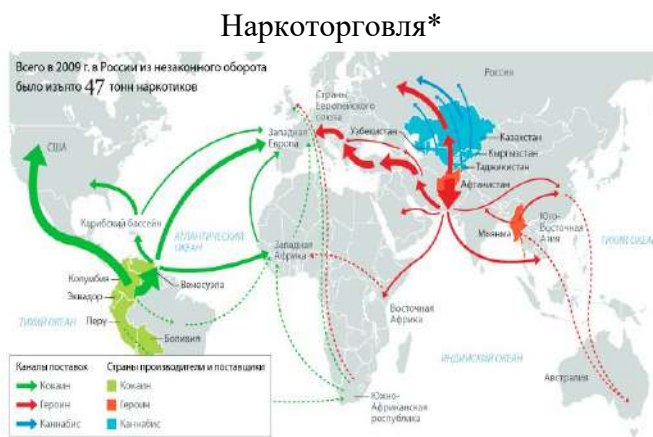 Наркоторговля*
Всего в 2009 г. в России из незаконного оборота
было изъято 47 тонн наркотиков
Россия
Страны
Европейского
союза
Узбекистан
Западная
Европа
США
Казахстан
Кыргызстан
Таджикистан
Афганистан
Карибский бассейн
АТЛАНТИЧЕСКИЙ
ОКЕАН
Западная
Африка
Мьянма
Юго-
Восточная
Азия
ТИХИЙ ОКЕАН
Колумбия
Венесуэла
Эквадор
Восточная
Африка
ТИХИЙ ОКЕАН
Перу
Боливия
ИНДИЙСКИЙ ОКЕАН
Австралия
Южно-
Африканская
республика
Каналы поставок
Кокаин
Героин
Каннабис
Страны производители и поставщики
Кокаин
Героин
Каннабис